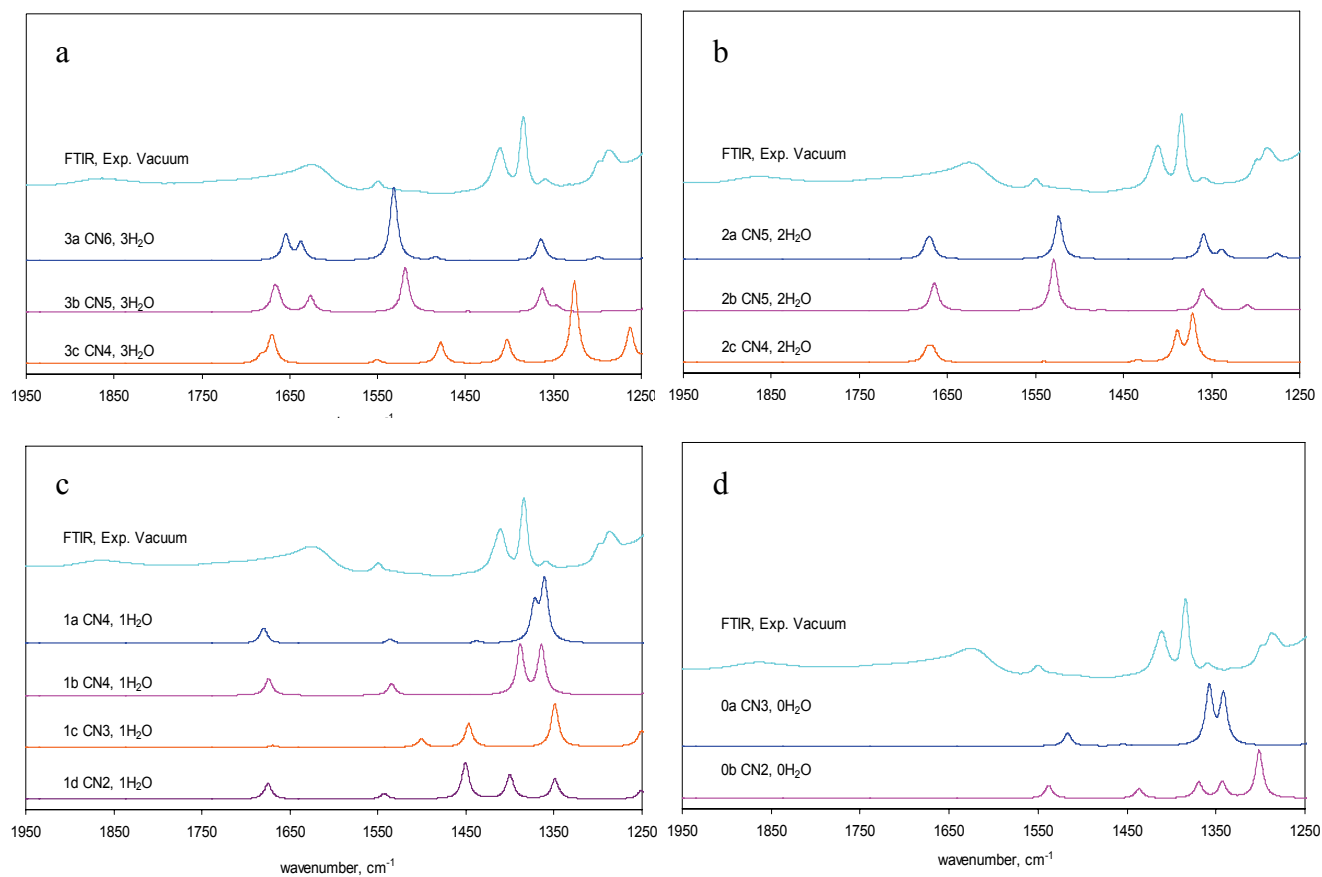 a
FTIR, Exp. Vacuum
3a CN6, 3H₂O
3b CN5, 3H₂O
3c CN4, 3H₂O
1950 1850 1750 1650 1550 1450 1350 1250
b
FTIR, Exp. Vacuum
2a CN5, 2H₂O
2b CN5, 2H₂O
2c CN4, 2H₂O
1950 1850 1750 1650 1550 1450 1350 1250
c
FTIR, Exp. Vacuum
1a CN4, 1H₂O
1b CN4, 1H₂O
1c CN3, 1H₂O
1d CN2, 1H₂O
1950 1850 1750 1650 1550 1450 1350 1250
wavenumber, cm⁻¹
d
FTIR, Exp. Vacuum
0a CN3, 0H₂O
0b CN2, 0H₂O
1950 1850 1750 1650 1550 1450 1350 1250
wavenumber, cm⁻¹